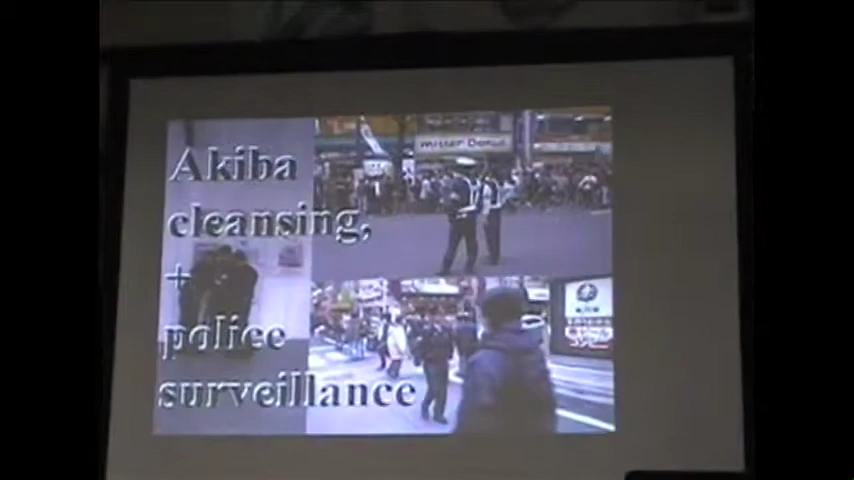 Akiba
cleansing,
+
police
surveillance
Mister Donut